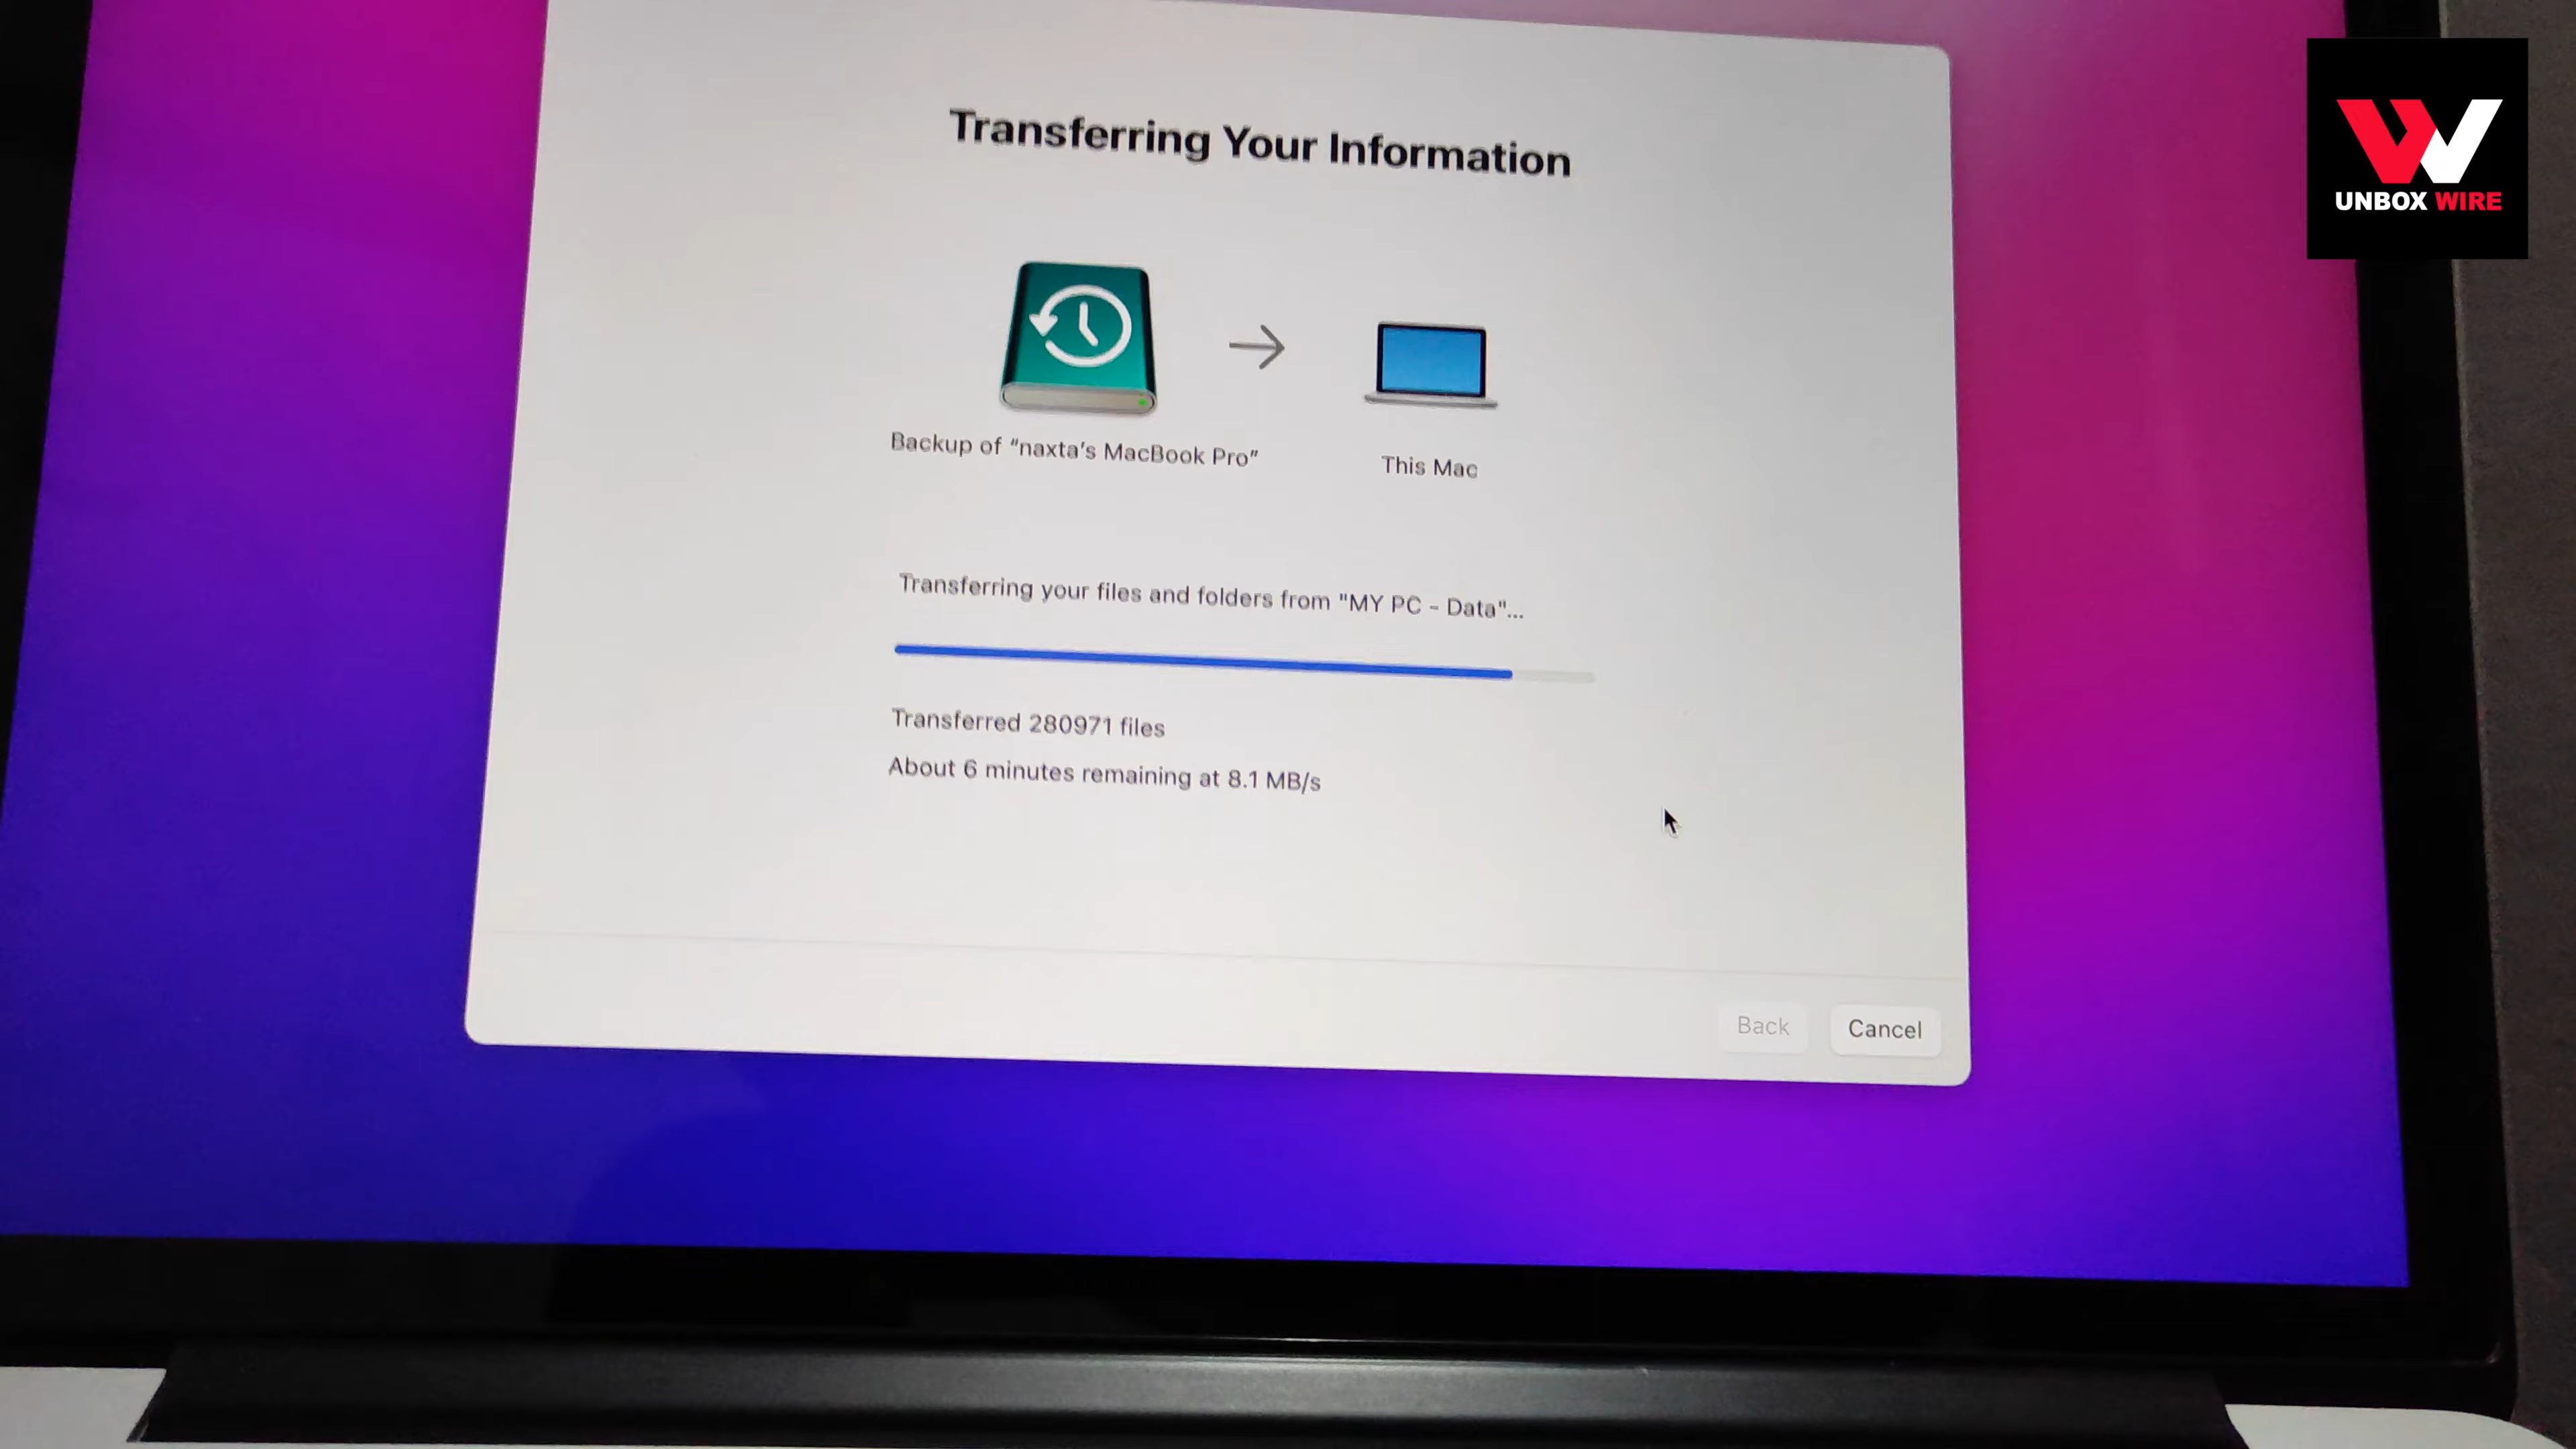 Transferring Your Information
UNBOX WIRE
Backup of “naxta’s MacBook Pro”
This Mac
Transferring your files and folders from "MY PC - Data"...
Transferred 280971 files
About 6 minutes remaining at 8.1 MB/s
Back
Cancel